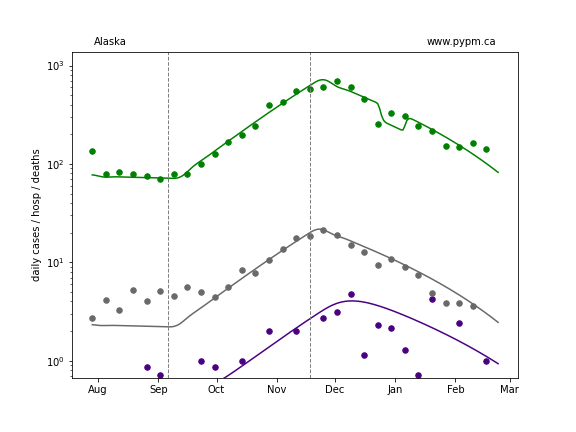 Alaska
www.pypm.ca
daily cases / hosp / deaths
10³
10²
10¹
10⁰
Aug Sep Oct Nov Dec Jan Feb Mar